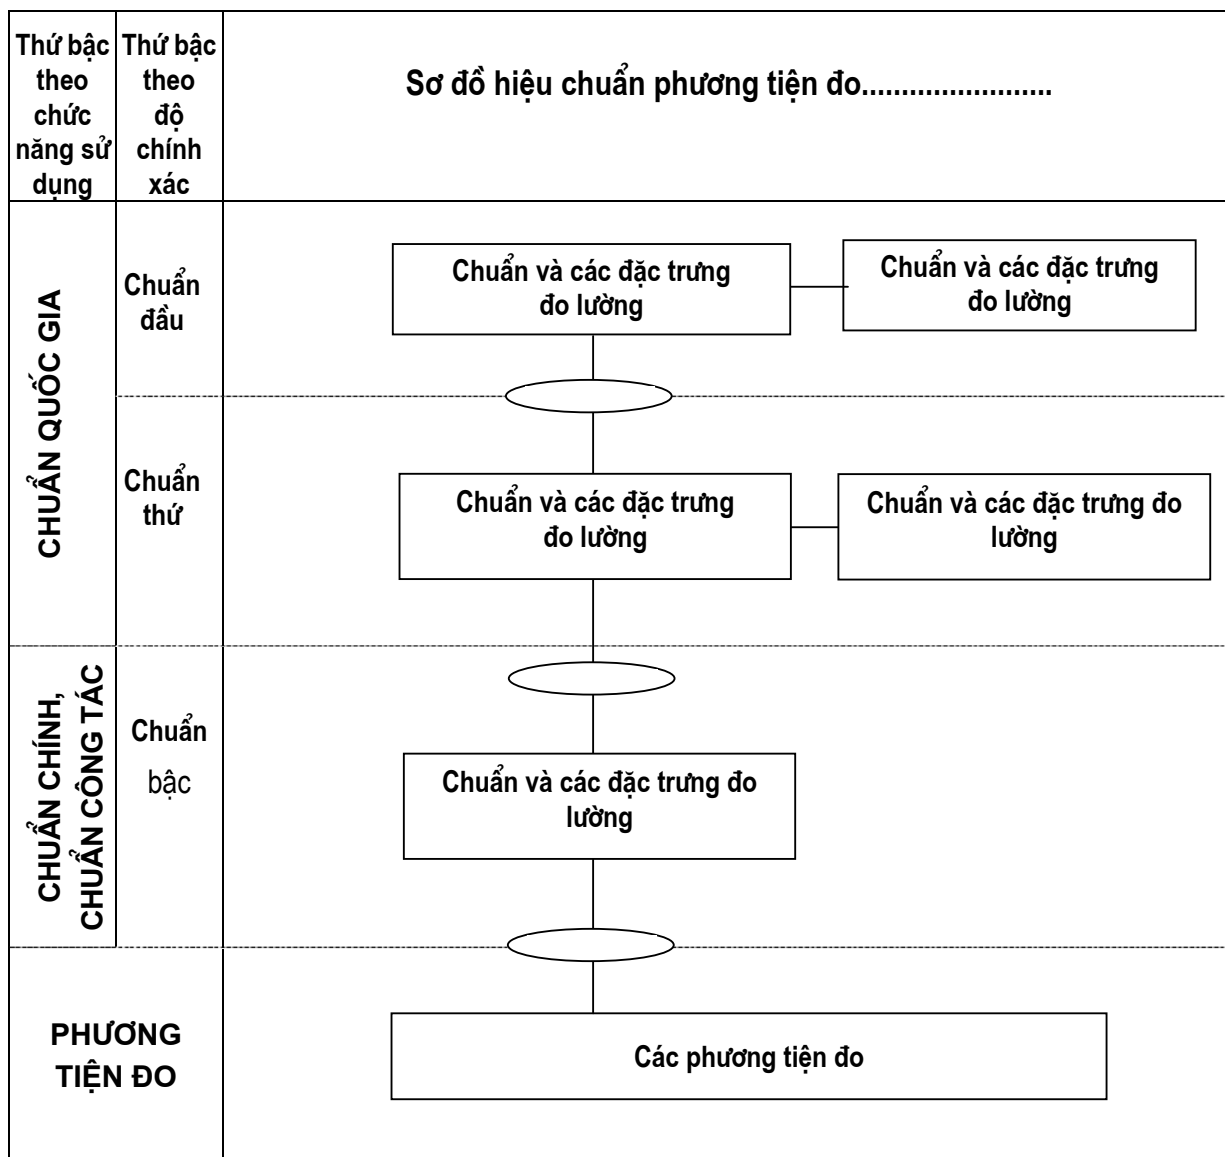 Thứ bậc
theo
chức
năng sử
dụng
Thứ bậc
theo
độ
chính
xác
Sơ đồ hiệu chuẩn phương tiện đo........................
CHUẨN QUỐC GIA
Chuẩn
đầu
Chuẩn và các đặc trưng
đo lường
Chuẩn và các đặc trưng
đo lường
Chuẩn
thứ
Chuẩn và các đặc trưng
đo lường
Chuẩn và các đặc trưng đo
lường
CHUẨN CHÍNH,
CHUẨN CÔNG TÁC
Chuẩn
bậc
Chuẩn và các đặc trưng đo
lường
PHƯƠNG
TIỆN ĐO
Các phương tiện đo